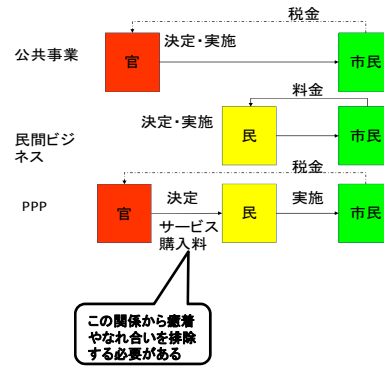 税金
公共事業
官
決定・実施
市民
料金
民間ビジ
ネス
決定・実施
民
市民
税金
PPP
官
決定
サービス
購入料
民
実施
市民
この関係から癒着
やなれ合いを排除
する必要がある